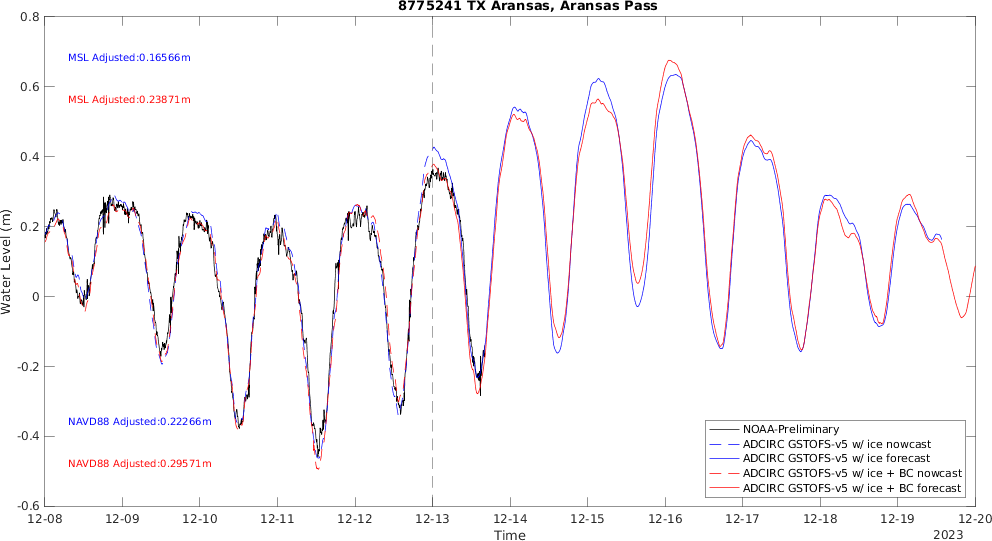 8775241 TX Aransas, Aransas Pass
0.8
0.6
0.4
0.2
0
-0.2
-0.4
-0.6
Water Level (m)
MSL Adjusted:0.16566m
MSL Adjusted:0.23871m
NAVD88 Adjusted:0.22266m
NAVD88 Adjusted:0.29571m
NOAA-Preliminary
ADCIRC GSTOFS-v5 w/ ice nowcast
ADCIRC GSTOFS-v5 w/ ice forecast
ADCIRC GSTOFS-v5 w/ ice + BC nowcast
ADCIRC GSTOFS-v5 w/ ice + BC forecast
12-08 12-09 12-10 12-11 12-12 12-13 12-14 12-15 12-16 12-17 12-18 12-19 12-20
Time
2023